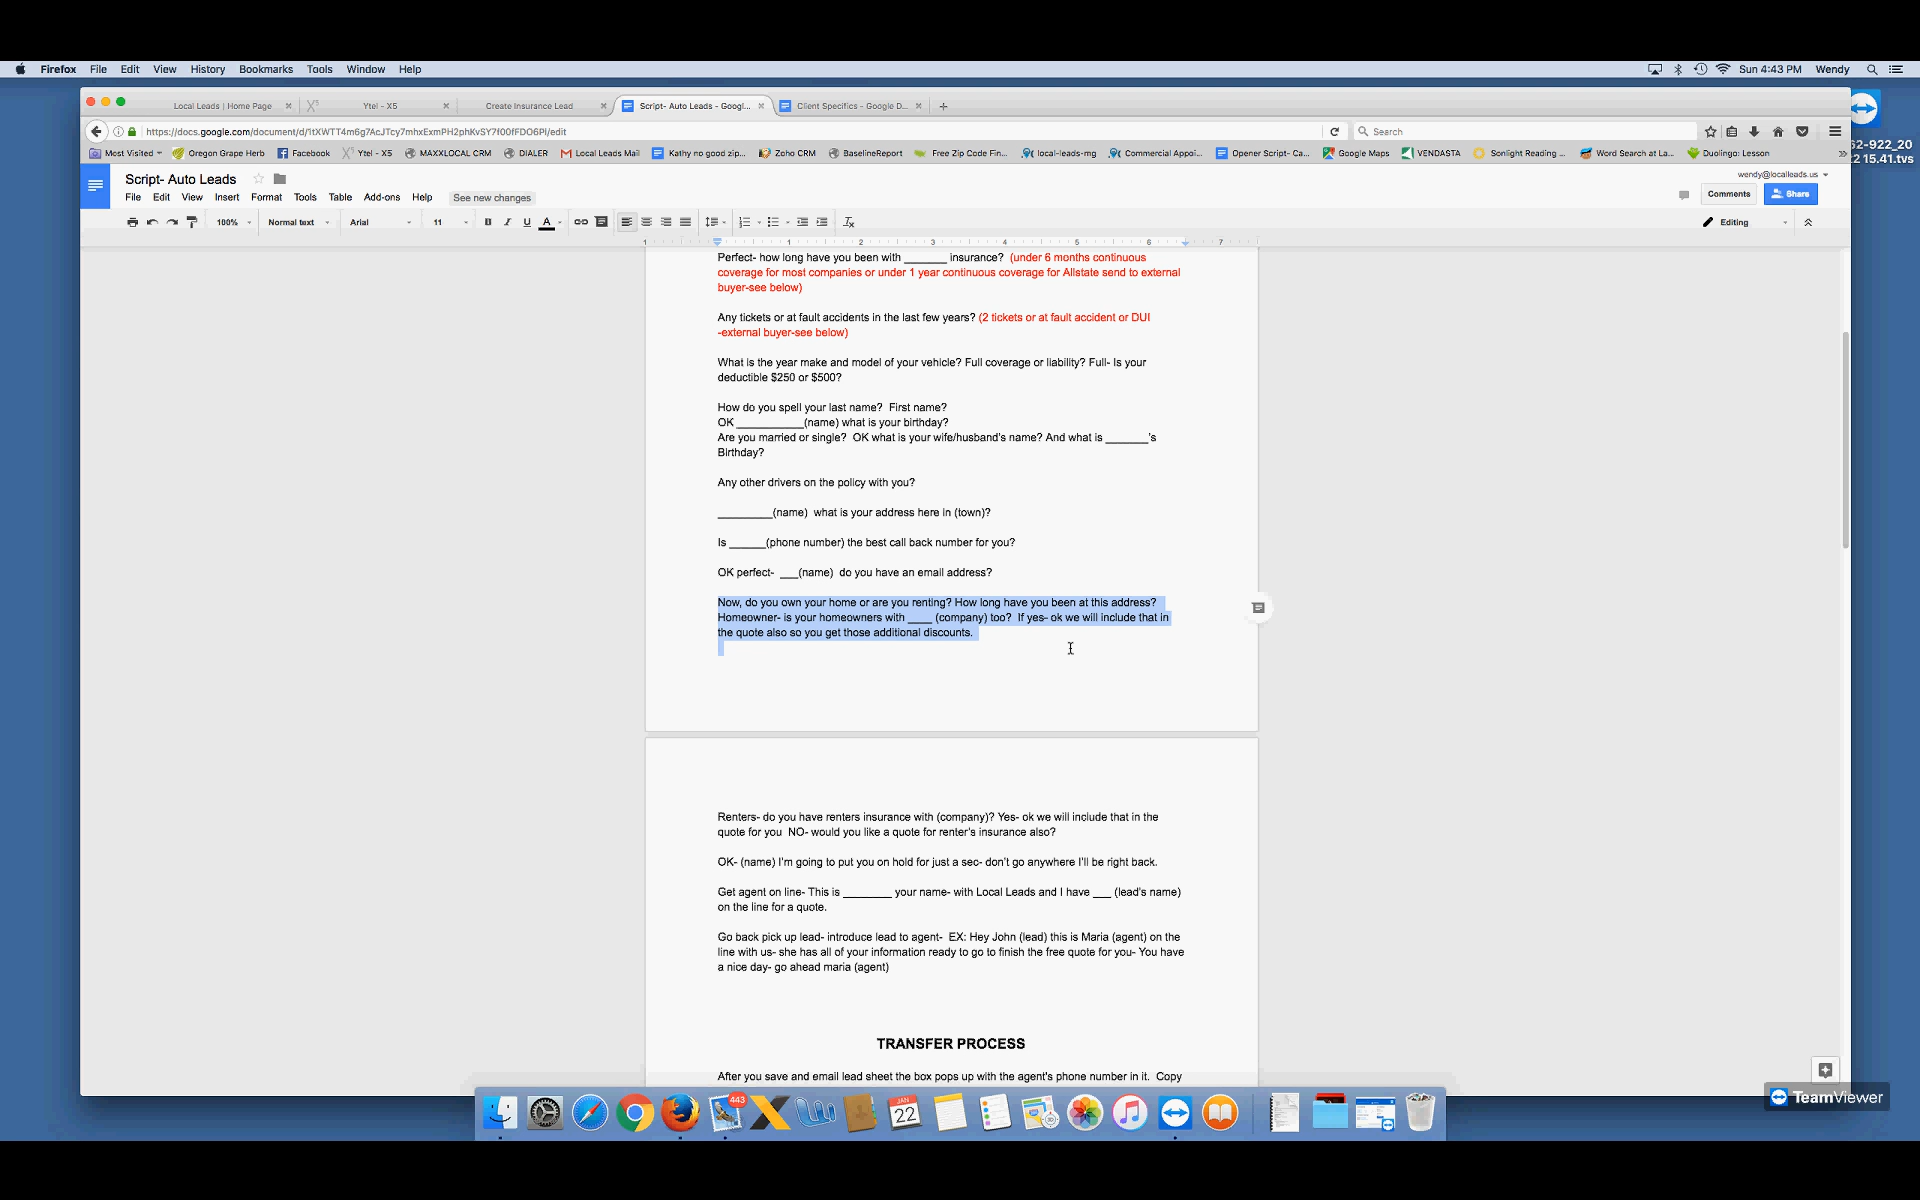 Firefox File Edit View History Bookmarks Tools Window Help Sun 4:43 PM Wendy
Local Leads | Home Page Ytel - X5 Create Insurance Lead Script- Auto Leads - Googl... Client Specifics - Google D...
https://docs.google.com/document/d/1tXWTT4m6g7AcJTcy7mhxExmPH2phKvSY7f00fFDO6PI/edit Search
Most Visited Oregon Grape Herb Facebook Ytel - X5 MAXXLOCAL CRM DIALER Local Leads Mail Kathy no good zip... Zoho CRM BaselineReport Free Zip Code Fin... local-leads-mg Commercial Appoi... Opener Script- Ca... Google Maps VENDASTA Sonlight Reading ... Word Search at La... Duolingo: Lesson
62-922_20
2 15.41.tvs
Script- Auto Leads wendy@localleads.us
File Edit View Insert Format Tools Table Add-ons Help See new changes Comments Share
100% Normal text Arial 11 B I U A Editing
1 1 2 3 4 5 6 7
Perfect- how long have you been with _______ insurance? (under 6 months continuous
coverage for most companies or under 1 year continuous coverage for Allstate send to external
buyer-see below)
Any tickets or at fault accidents in the last few years? (2 tickets or at fault accident or DUI
-external buyer-see below)
What is the year make and model of your vehicle? Full coverage or liability? Full- Is your
deductible $250 or $500?
How do you spell your last name? First name?
OK ___________(name) what is your birthday?
Are you married or single? OK what is your wife/husband's name? And what is _______'s
Birthday?
Any other drivers on the policy with you?
_________(name) what is your address here in (town)?
Is ______(phone number) the best call back number for you?
OK perfect- ___(name) do you have an email address?
Now, do you own your home or are you renting? How long have you been at this address?
Homeowner- is your homeowners with ____ (company) too? If yes- ok we will include that in
the quote also so you get those additional discounts.
Renters- do you have renters insurance with (company)? Yes- ok we will include that in the
quote for you NO- would you like a quote for renter's insurance also?
OK- (name) I'm going to put you on hold for just a sec- don't go anywhere I'll be right back.
Get agent on line- This is ________ your name- with Local Leads and I have ___ (lead's name)
on the line for a quote.
Go back pick up lead- introduce lead to agent- EX: Hey John (lead) this is Maria (agent) on the
line with us- she has all of your information ready to go to finish the free quote for you- You have
a nice day- go ahead maria (agent)
TRANSFER PROCESS
After you save and email lead sheet the box pops up with the agent's phone number in it. Copy
443
JAN
22
TeamViewer